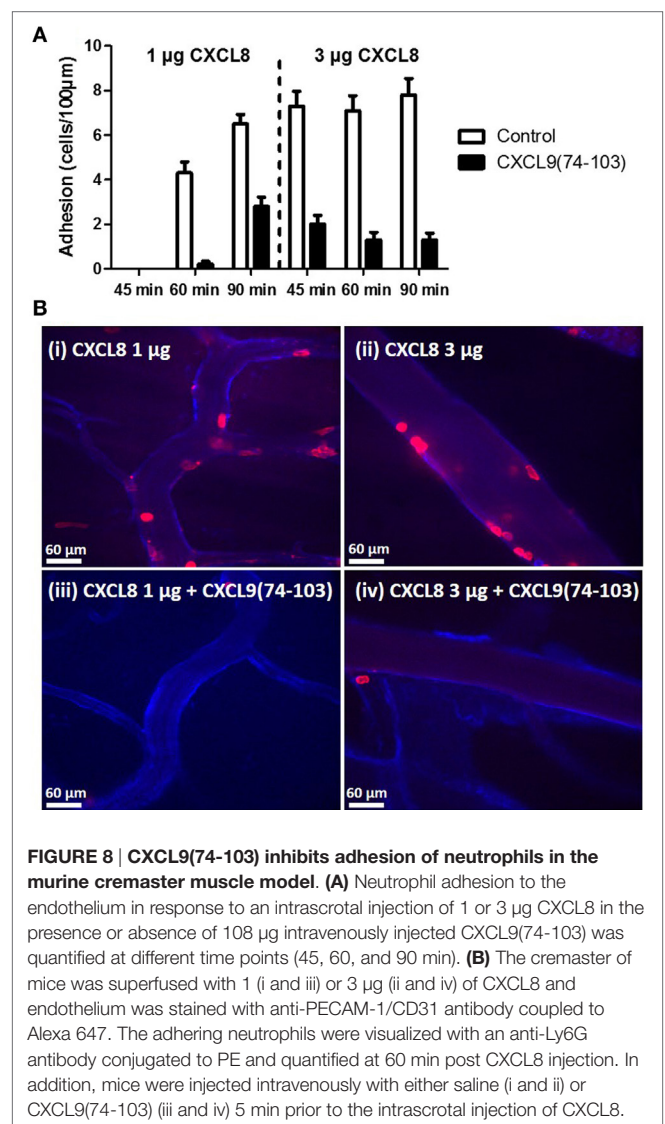 A
10
8
6
4
2
0
Adhesion (cells/100µm)
1 µg CXCL8
3 µg CXCL8
Control
CXCL9(74-103)
45 min 60 min 90 min 45 min 60 min 90 min
B
(i) CXCL8 1 µg
60 µm
(ii) CXCL8 3 µg
60 µm
(iii) CXCL8 1 µg + CXCL9(74-103)
60 µm
(iv) CXCL8 3 µg + CXCL9(74-103)
60 µm
FIGURE 8 | CXCL9(74-103) inhibits adhesion of neutrophils in the
murine cremaster muscle model. (A) Neutrophil adhesion to the
endothelium in response to an intrascrotal injection of 1 or 3 µg CXCL8 in the
presence or absence of 108 µg intravenously injected CXCL9(74-103) was
quantified at different time points (45, 60, and 90 min). (B) The cremaster of
mice was superfused with 1 (i and iii) or 3 µg (ii and iv) of CXCL8 and
endothelium was stained with anti-PECAM-1/CD31 antibody coupled to
Alexa 647. The adhering neutrophils were visualized with an anti-Ly6G
antibody conjugated to PE and quantified at 60 min post CXCL8 injection. In
addition, mice were injected intravenously with either saline (i and ii) or
CXCL9(74-103) (iii and iv) 5 min prior to the intrascrotal injection of CXCL8.